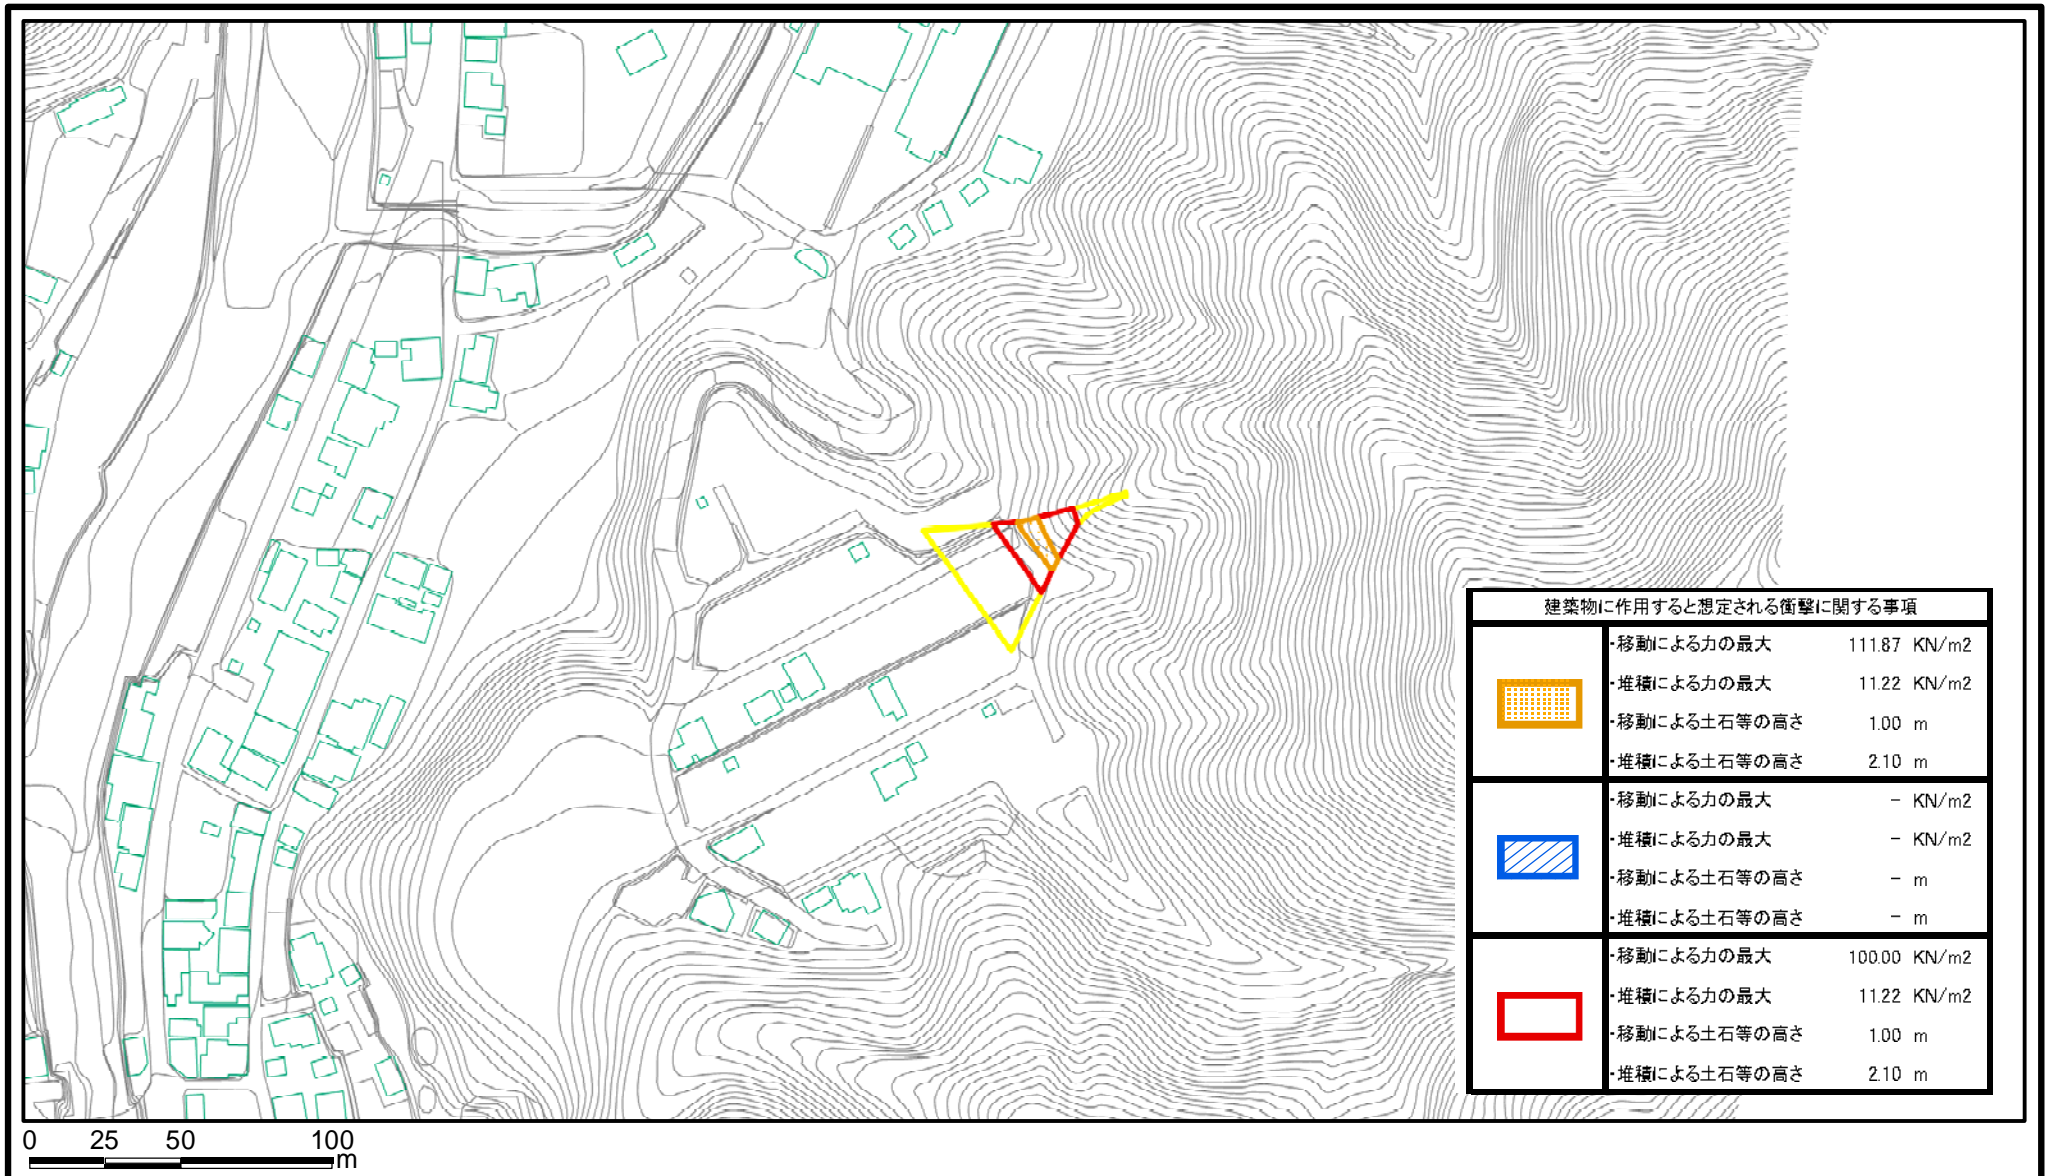 建築物に作用すると想定される衝撃に関する事項
・移動による力の最大 111.87 KN/m2
・堆積による力の最大 11.22 KN/m2
・移動による土石等の高さ 1.00 m
・堆積による土石等の高さ 2.10 m
・移動による力の最大 － KN/m2
・堆積による力の最大 － KN/m2
・移動による土石等の高さ － m
・堆積による土石等の高さ － m
・移動による力の最大 100.00 KN/m2
・堆積による力の最大 11.22 KN/m2
・移動による土石等の高さ 1.00 m
・堆積による土石等の高さ 2.10 m
0 25 50 100
m